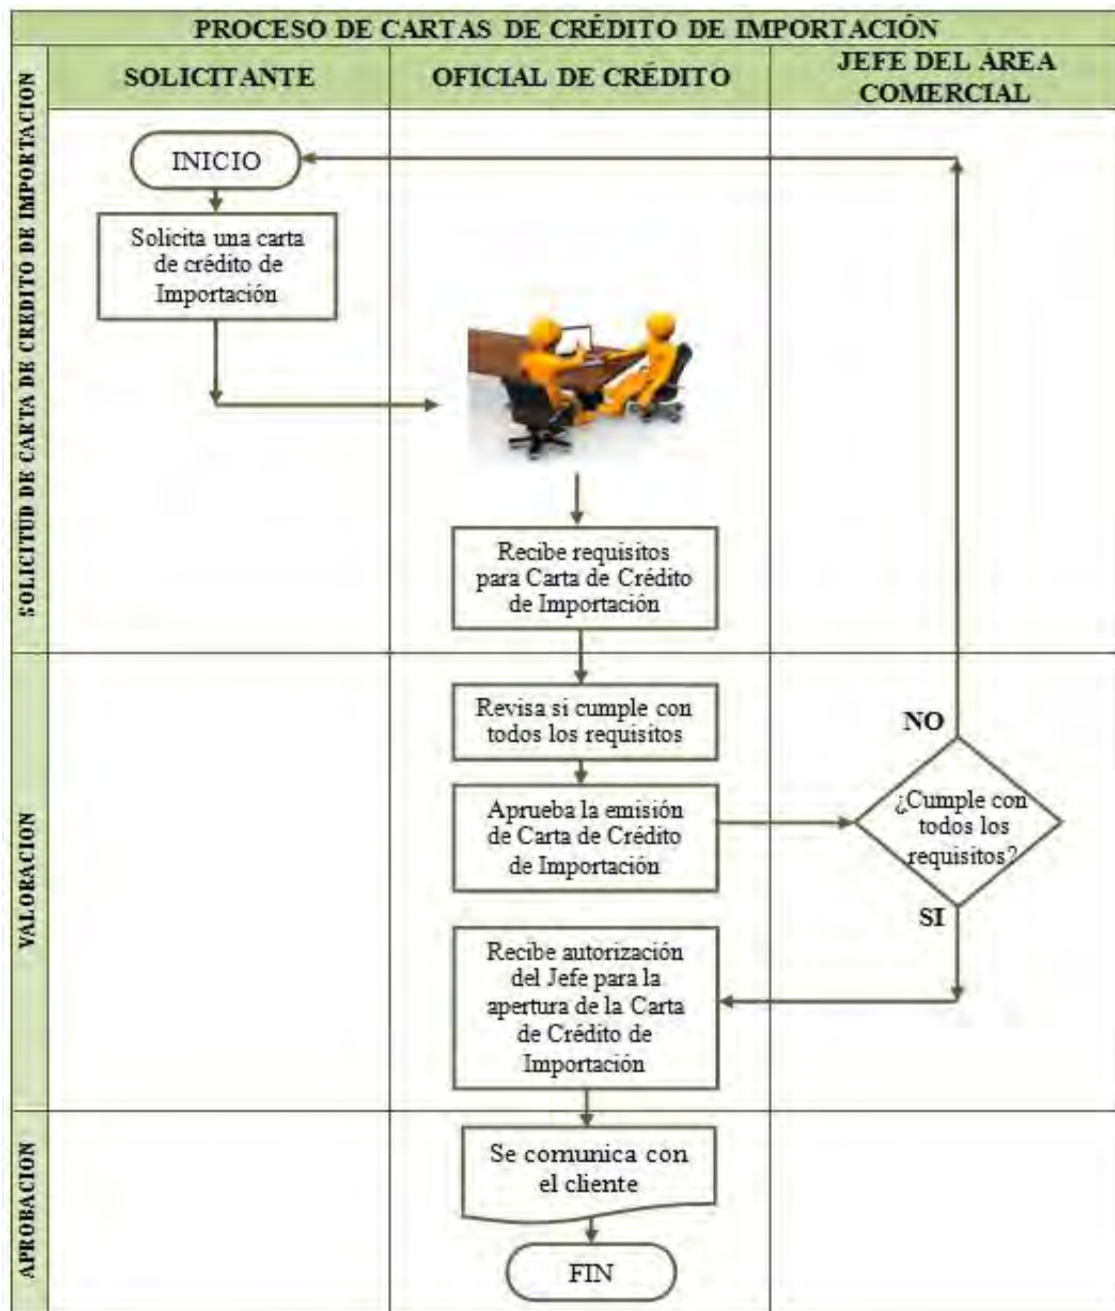 PROCESO DE CARTAS DE CRÉDITO DE IMPORTACIÓN
SOLICITANTE
OFICIAL DE CRÉDITO
JEFE DEL ÁREA
COMERCIAL
SOLICITUD DE CARTA DE CREDITO DE IMPORTACION
INICIO
Solicita una carta
de crédito de
Importación
Recibe requisitos
para Carta de Crédito
de Importación
VALORACION
Revisa si cumple con
todos los requisitos
Aprueba la emisión
de Carta de Crédito
de Importación
NO
¿Cumple con
todos los
requisitos?
SI
Recibe autorización
del Jefe para la
apertura de la Carta
de Crédito de
Importación
APROBACION
Se comunica con
el cliente
FIN